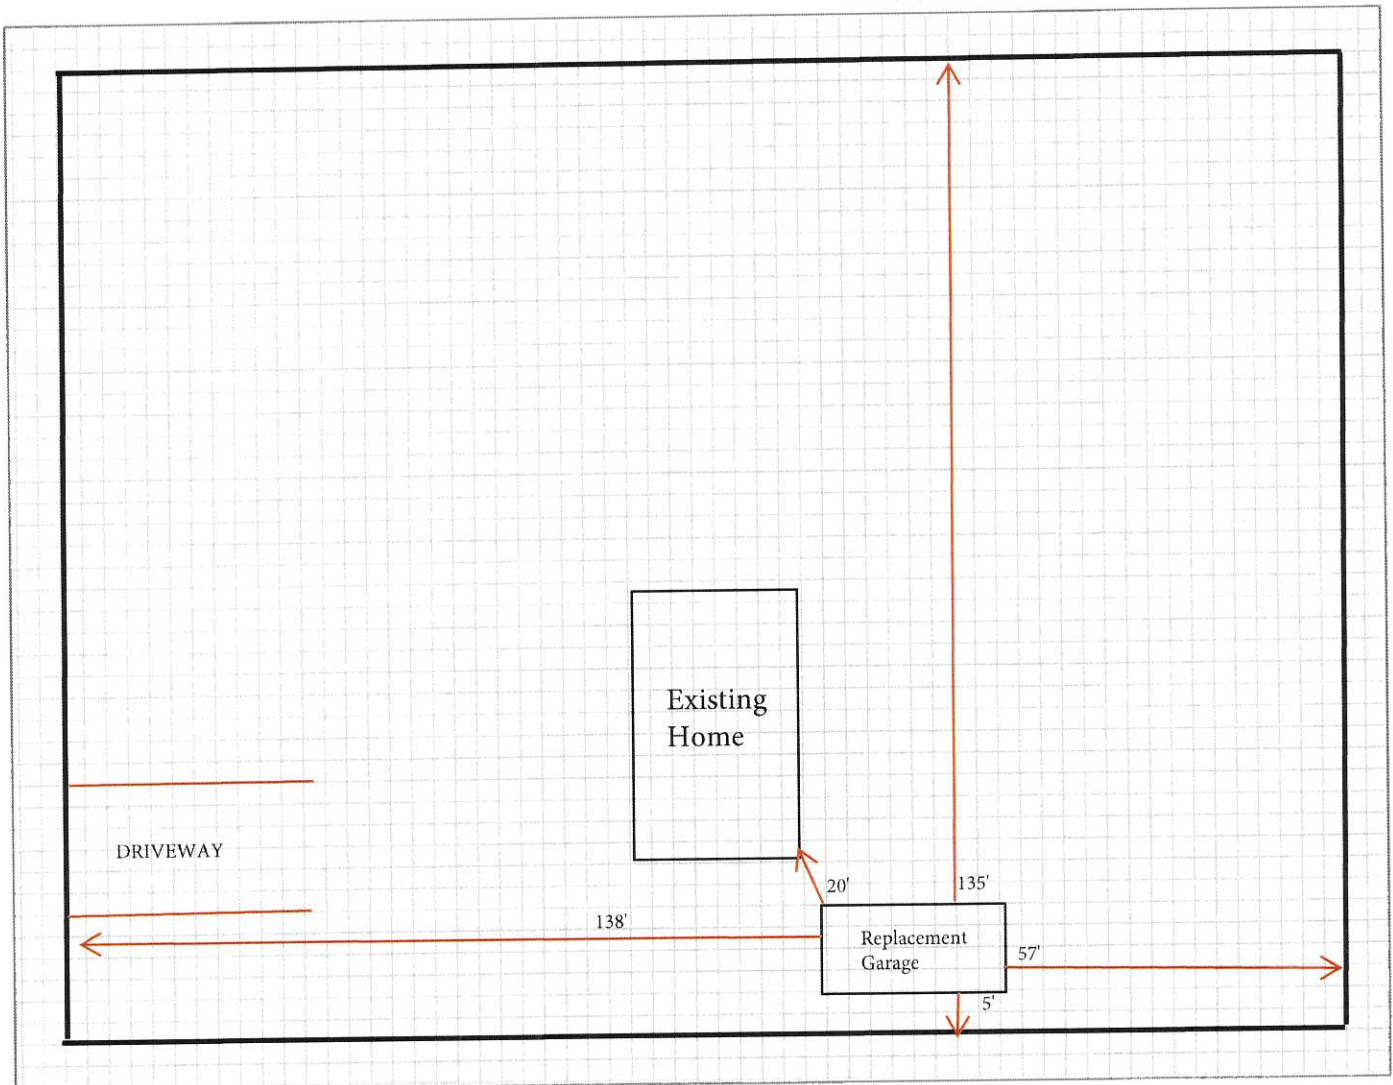 Existing
Home
DRIVEWAY
20'
135'
138'
Replacement
Garage
57'
5'